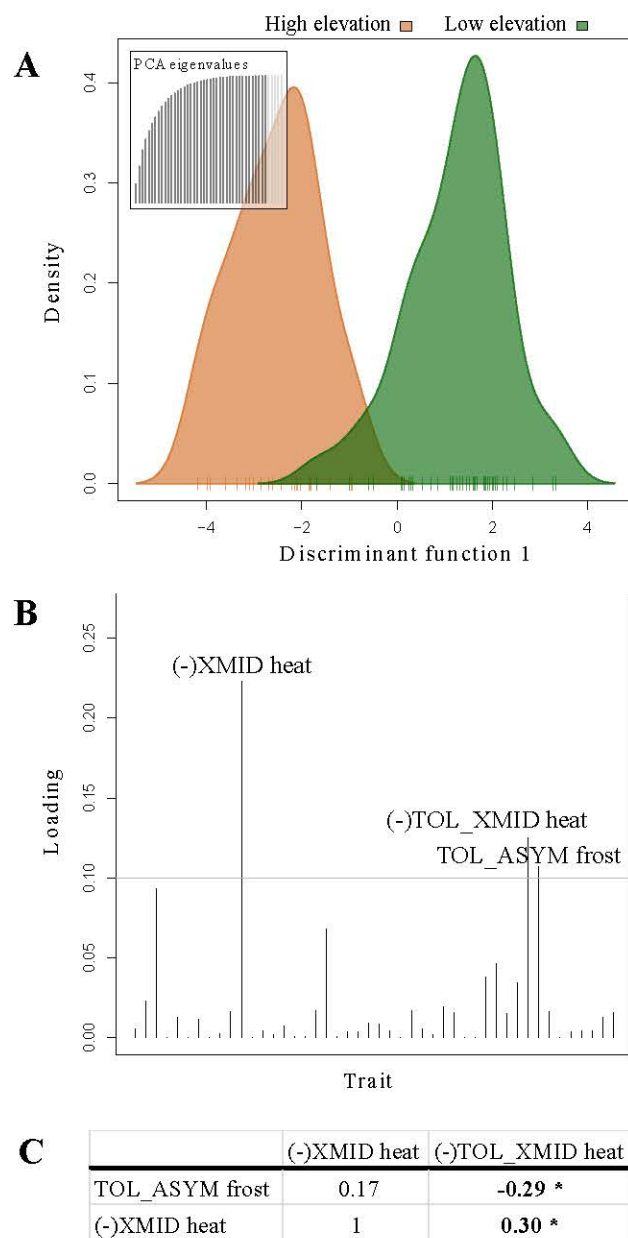 High elevation Low elevation
A
PCA eigenvalues
0.4
0.3
0.2
0.1
0.0
Density
−4 −2 0 2 4
Discriminant function 1
B
0.25
0.20
0.15
0.10
0.05
0.00
Loading
(-)XMID heat
(-)TOL_XMID heat
TOL_ASYM frost
Trait
C
(-)XMID heat (-)TOL_XMID heat
TOL_ASYM frost 0.17 -0.29 *
(-)XMID heat 1 0.30 *